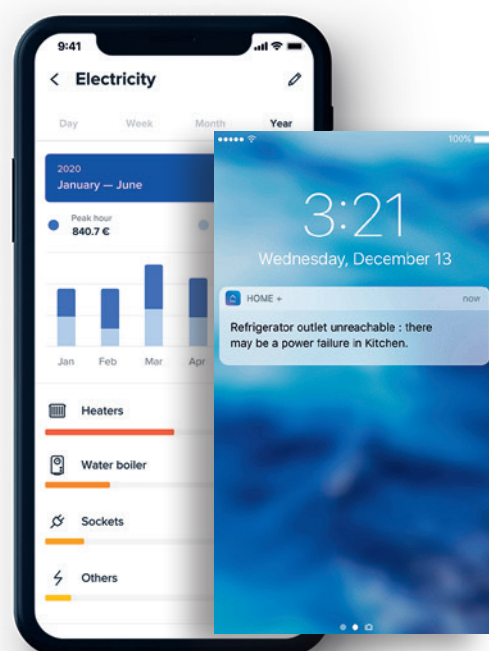 9:41
Electricity
Day Week Month Year
2020
January — June
Peak hour
840.7 €
Jan Feb Mar Apr
Heaters
Water boiler
Sockets
Others
100%
3:21
Wednesday, December 13
HOME + now
Refrigerator outlet unreachable : there
may be a power failure in Kitchen.